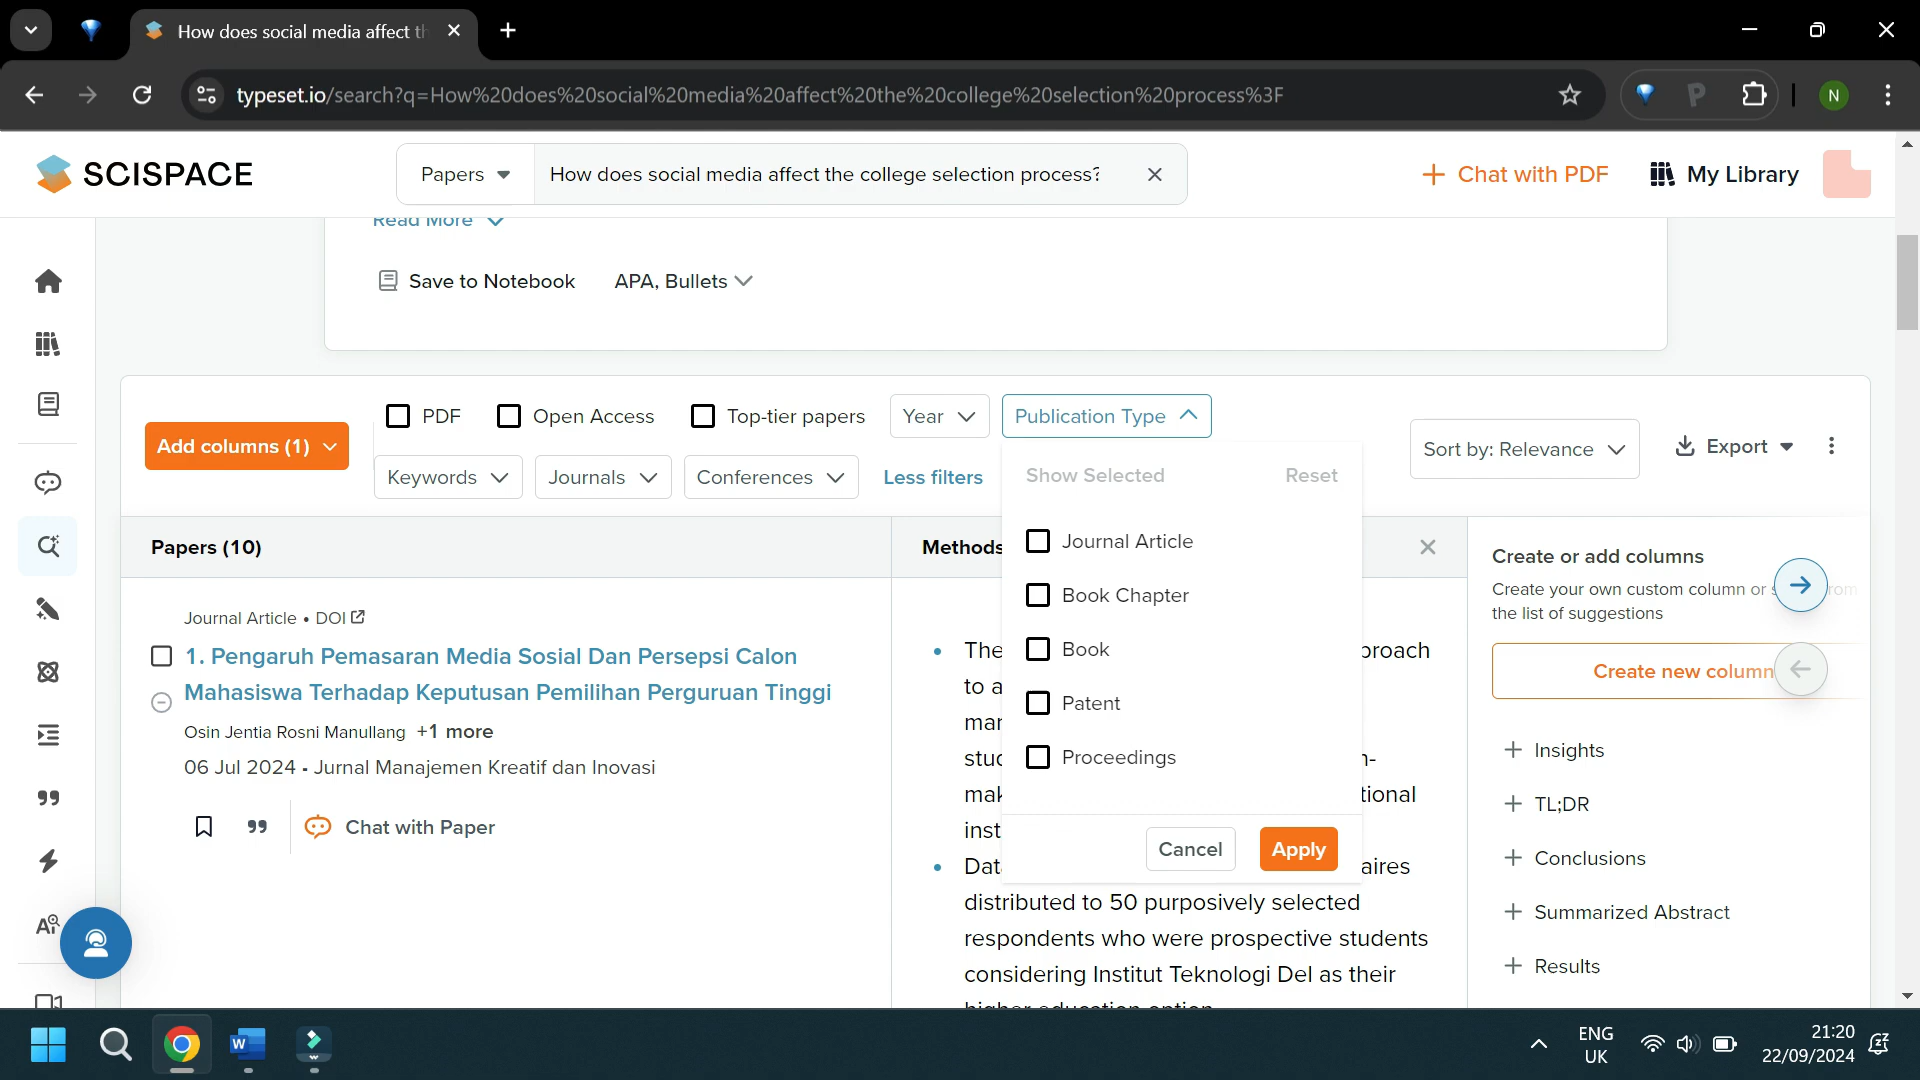 How does social media affect th
typeset.io/search?q=How%20does%20social%20media%20affect%20the%20college%20selection%20process%3F
N
SCISPACE
Papers
How does social media affect the college selection process?
Chat with PDF
My Library
Read More
Save to Notebook
APA, Bullets
Add columns (1)
PDF
Open Access
Top-tier papers
Year
Publication Type
Keywords
Journals
Conferences
Less filters
Sort by: Relevance
Export
Show Selected
Reset
Journal Article
Book Chapter
Book
Patent
Proceedings
Cancel
Apply
Papers (10)
Methods
Journal Article • DOI
1. Pengaruh Pemasaran Media Sosial Dan Persepsi Calon
Mahasiswa Terhadap Keputusan Pemilihan Perguruan Tinggi
Osin Jentia Rosni Manullang +1 more
06 Jul 2024 - Jurnal Manajemen Kreatif dan Inovasi
Chat with Paper
The
to a
distributed to 50 purposively selected
respondents who were prospective students
considering Institut Teknologi Del as their
higher education option.
Create or add columns
Create your own custom column or
the list of suggestions
Create new column
Insights
TL;DR
Conclusions
Summarized Abstract
Results
ENG
UK
21:20
22/09/2024